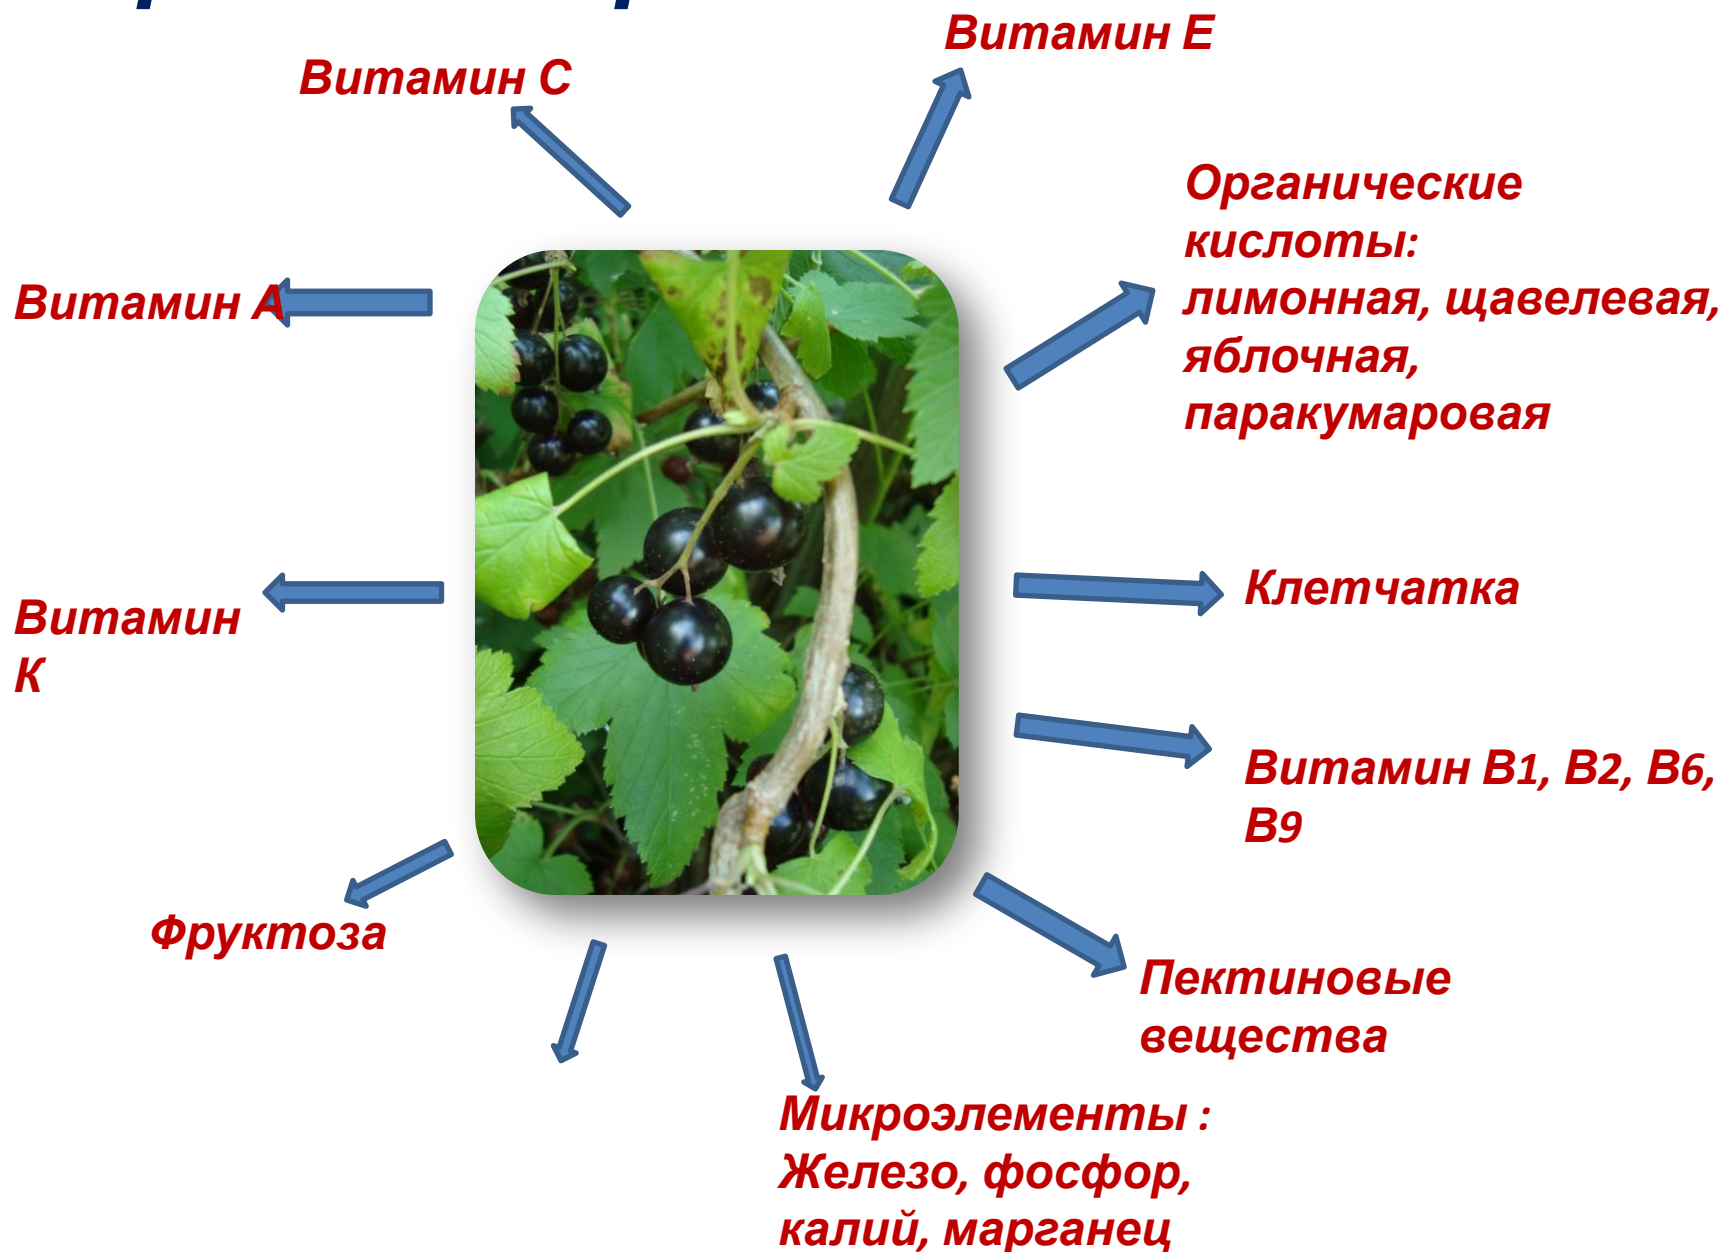 Витамин Е
Витамин С
Органические
кислоты:
лимонная, щавелевая,
яблочная,
паракумаровая
Витамин А
Клетчатка
Витамин
К
Витамин В1, В2, В6,
В9
Фруктоза
Пектиновые
вещества
Микроэлементы :
Железо, фосфор,
калий, марганец